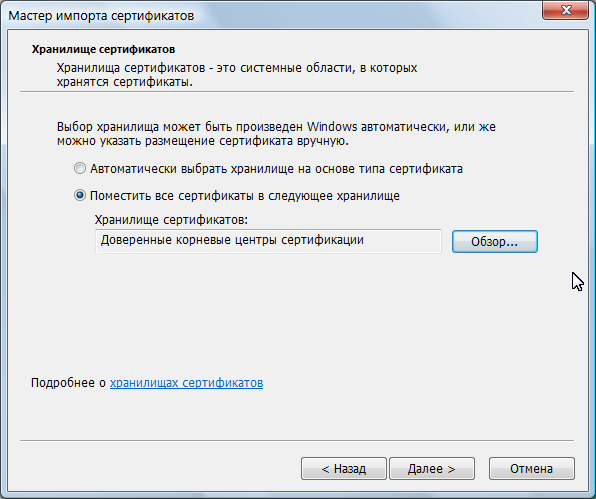 Мастер импорта сертификатов
Хранилище сертификатов
Хранилища сертификатов - это системные области, в которых
хранятся сертификаты.
Выбор хранилища может быть произведен Windows автоматически, или же
можно указать размещение сертификата вручную.
Автоматически выбрать хранилище на основе типа сертификата
Поместить все сертификаты в следующее хранилище
Хранилище сертификатов:
Доверенные корневые центры сертификации
Обзор...
Подробнее о хранилищах сертификатов
< Назад
Далее >
Отмена